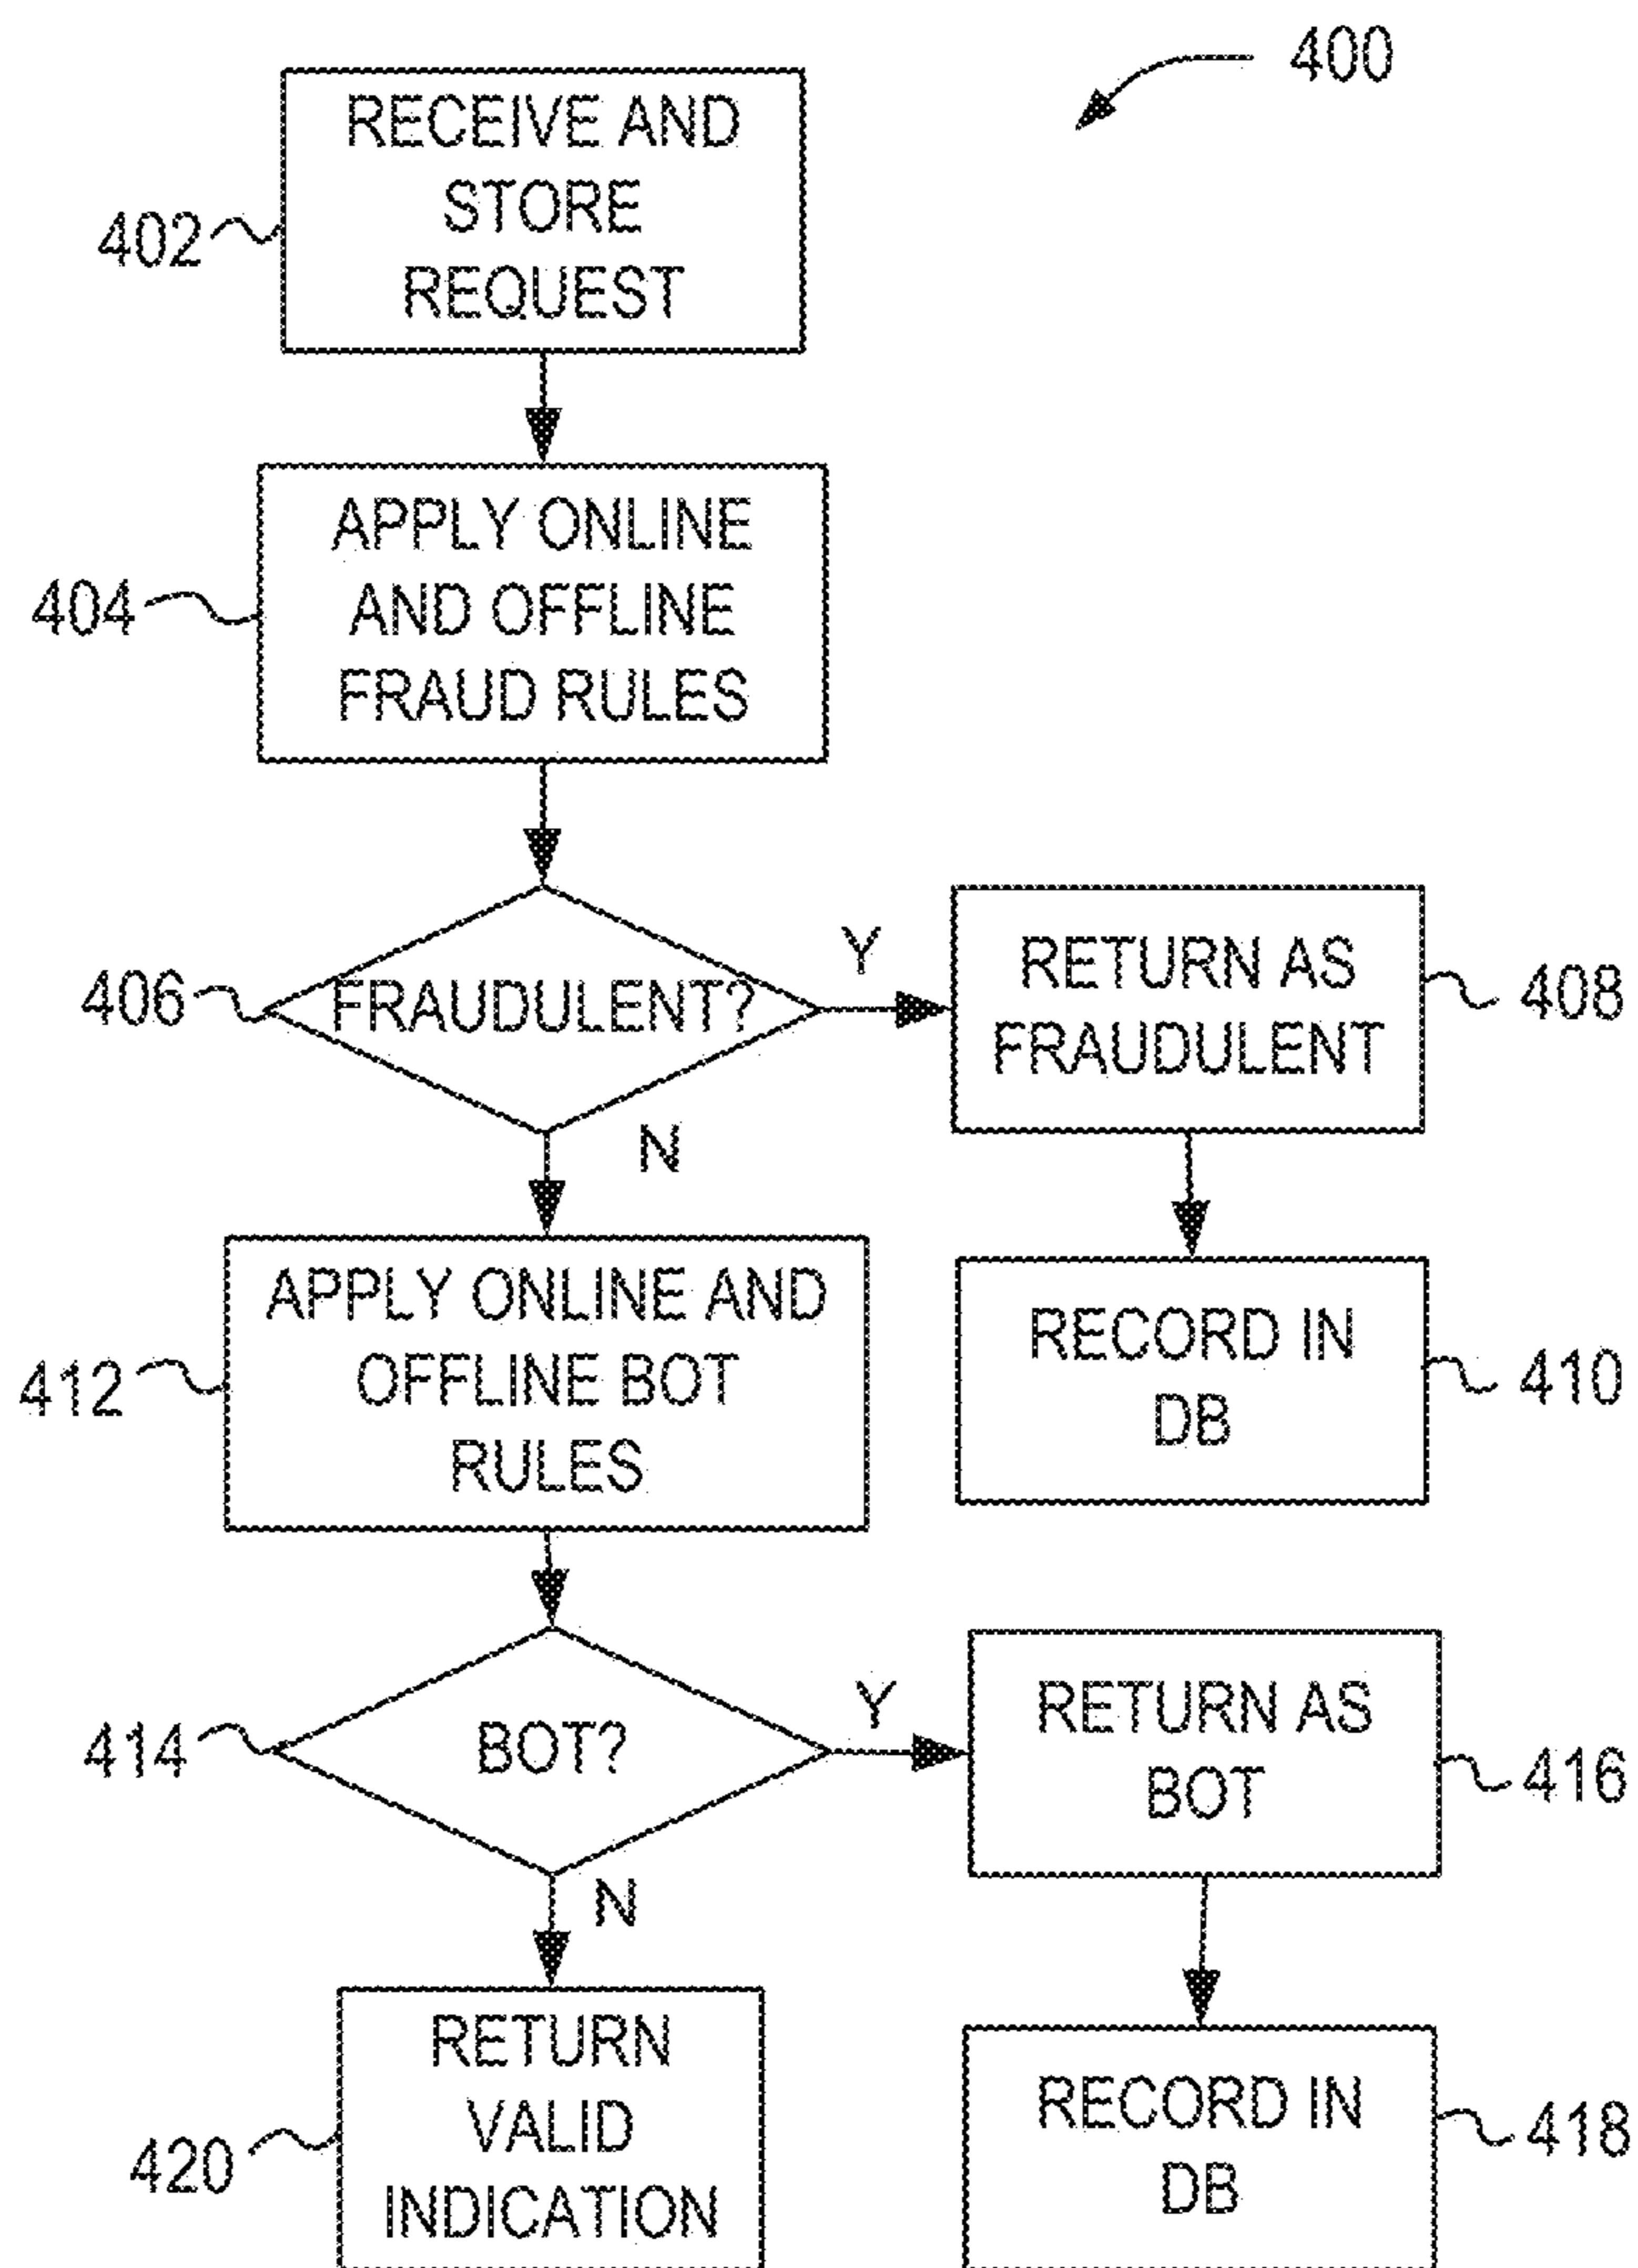 400
RECEIVE AND
STORE
REQUEST
402
APPLY ONLINE
AND OFFLINE
FRAUD RULES
404
FRAUDULENT?
406
Y
RETURN AS
FRAUDULENT
408
N
RECORD IN
DB
410
APPLY ONLINE AND
OFFLINE BOT
RULES
412
BOT?
414
Y
RETURN AS
BOT
416
N
RETURN
VALID
INDICATION
420
RECORD IN
DB
418